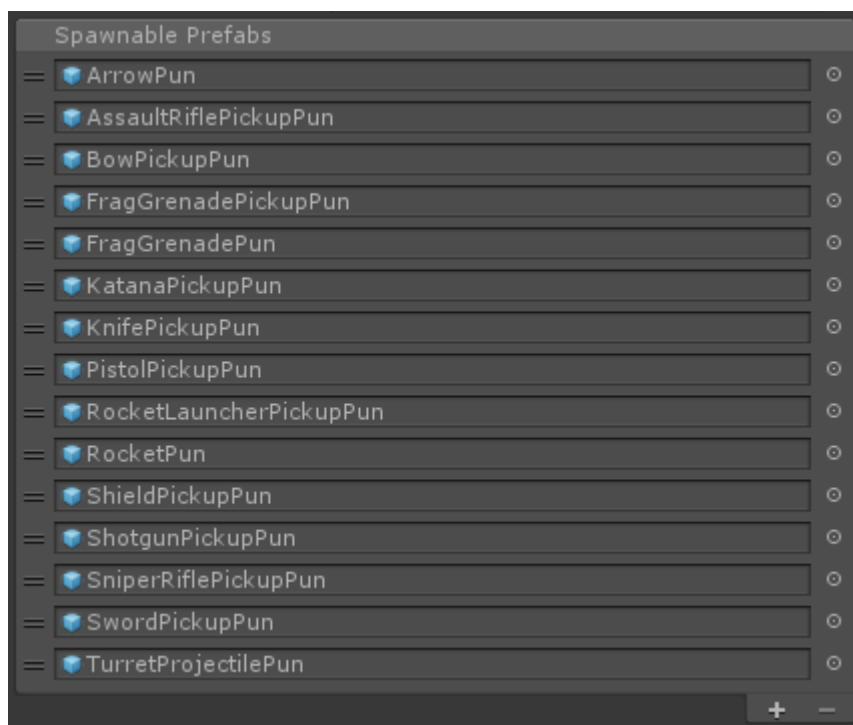 Spawnable Prefabs
ArrowPun
AssaultRiflePickupPun
BowPickupPun
FragGrenadePickupPun
FragGrenadePun
KatanaPickupPun
KnifePickupPun
PistolPickupPun
RocketLauncherPickupPun
RocketPun
ShieldPickupPun
ShotgunPickupPun
SniperRiflePickupPun
SwordPickupPun
TurretProjectilePun